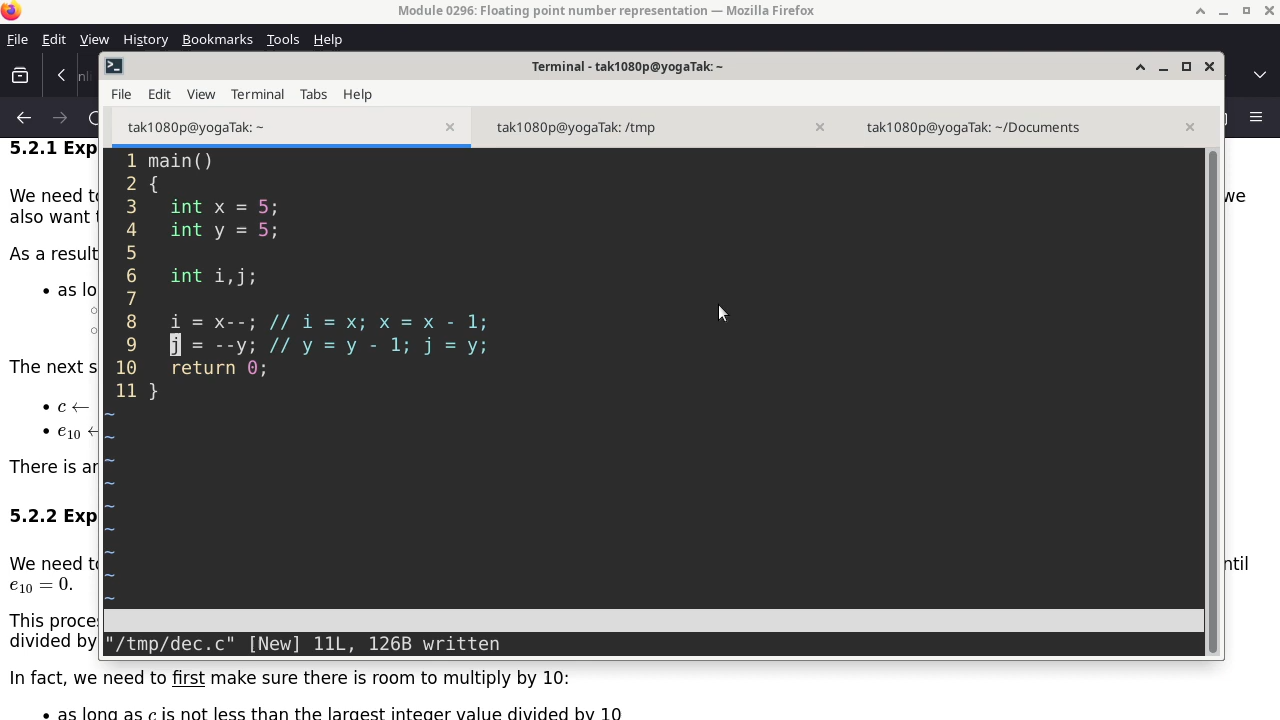 Module 0296: Floating point number representation — Mozilla Firefox
File Edit View History Bookmarks Tools Help
Terminal - tak1080p@yogaTak: ~
File Edit View Terminal Tabs Help
tak1080p@yogaTak: ~ tak1080p@yogaTak: /tmp tak1080p@yogaTak: ~/Documents
1 main()
2 {
3   int x = 5;
4   int y = 5;
5
6   int i,j;
7
8   i = x--; // i = x; x = x - 1;
9   j = --y; // y = y - 1; j = y;
10   return 0;
11 }
~
~
~
~
~
~
~
~
~
"/tmp/dec.c" [New] 11L, 126B written
5.2.1 Exp
We need to we
also want
As a result
• as lo
The next s
• c ←
• e₁₀ ←
There is an
5.2.2 Exp
We need to until
e₁₀ = 0.
This proce
divided by
In fact, we need to first make sure there is room to multiply by 10:
• as long as c is not less than the largest integer value divided by 10